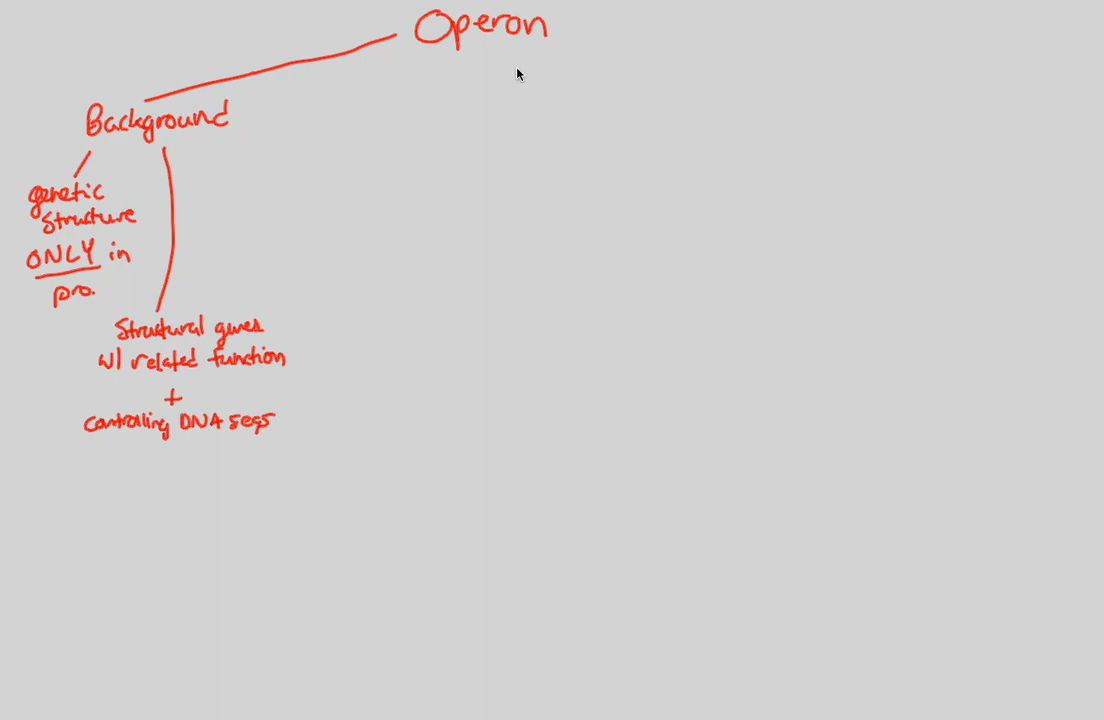 Operon
Background
genetic
structure
ONLY in
pro.
Structural genes
w/ related function
+
controlling DNA seqs